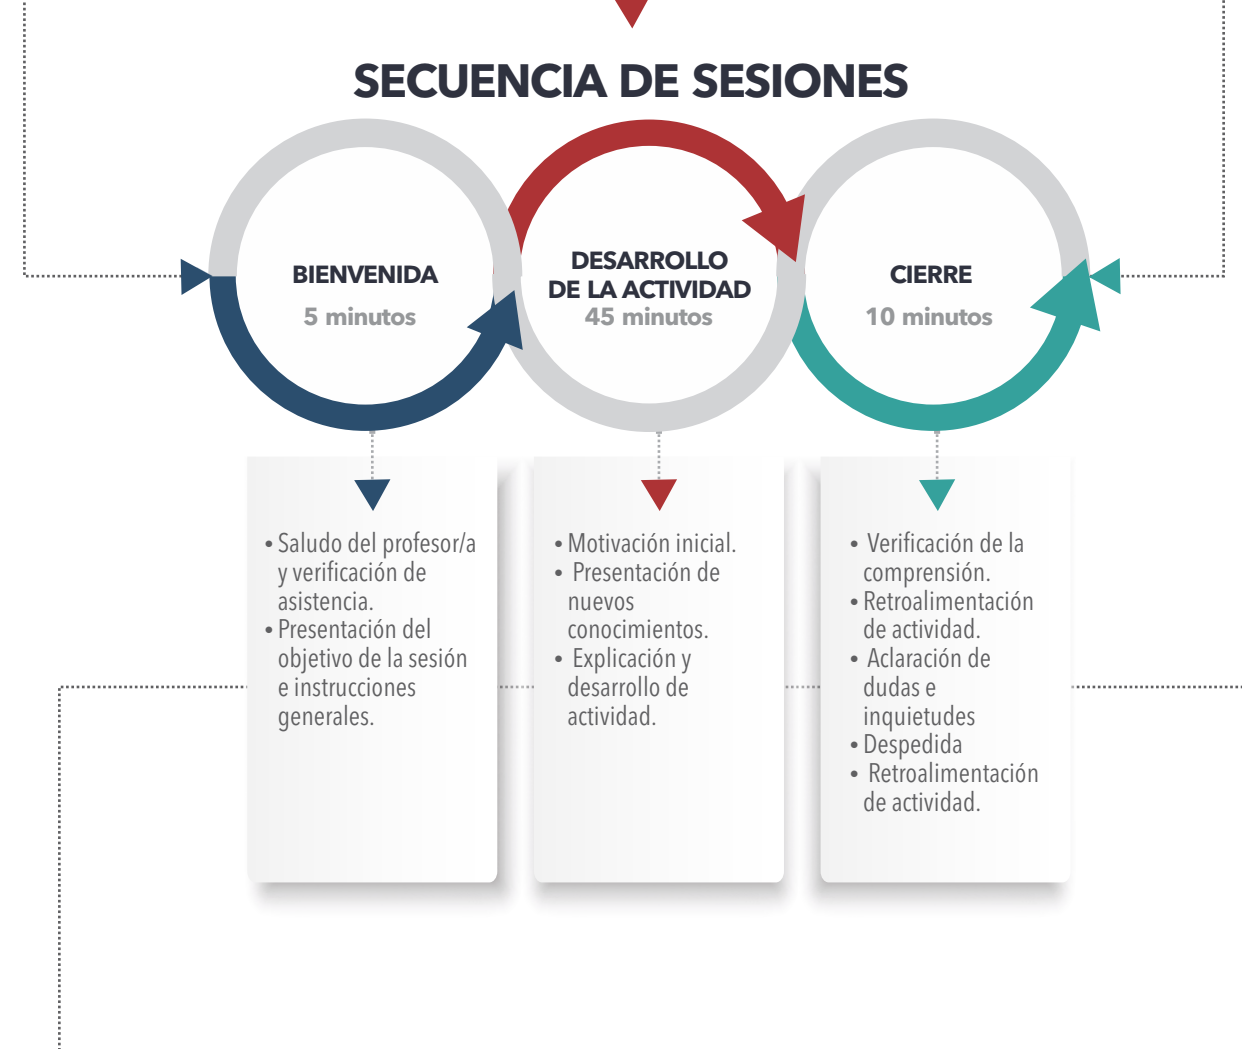 SECUENCIA DE SESIONES
BIENVENIDA
5 minutos
DESARROLLO
DE LA ACTIVIDAD
45 minutos
CIERRE
10 minutos
• Saludo del profesor/a
y verificación de
asistencia.
• Presentación del
objetivo de la sesión
e instrucciones
generales.
• Motivación inicial.
• Presentación de
nuevos
conocimientos.
• Explicación y
desarrollo de
actividad.
• Verificación de la
comprensión.
• Retroalimentación
de actividad.
• Aclaración de
dudas e
inquietudes
• Despedida
• Retroalimentación
de actividad.